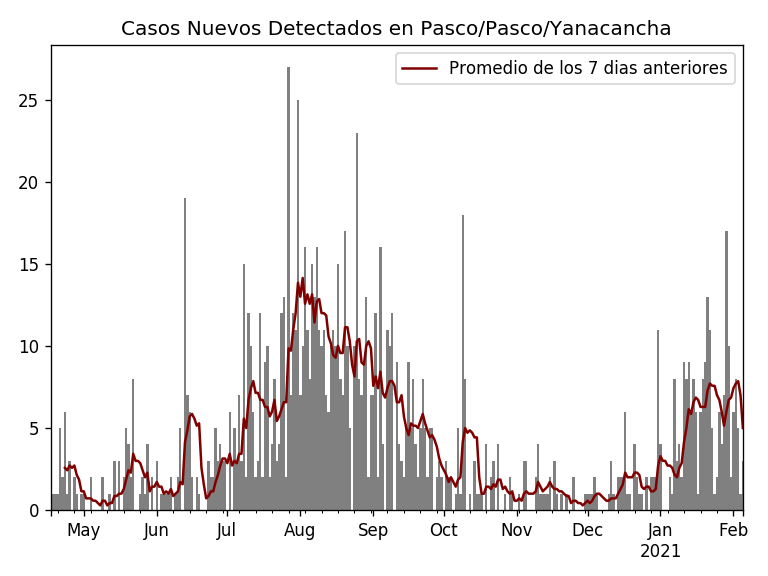 Casos Nuevos Detectados en Pasco/Pasco/Yanacancha
Promedio de los 7 dias anteriores
25
20
15
10
5
0
May Jun Jul Aug Sep Oct Nov Dec Jan Feb
2021